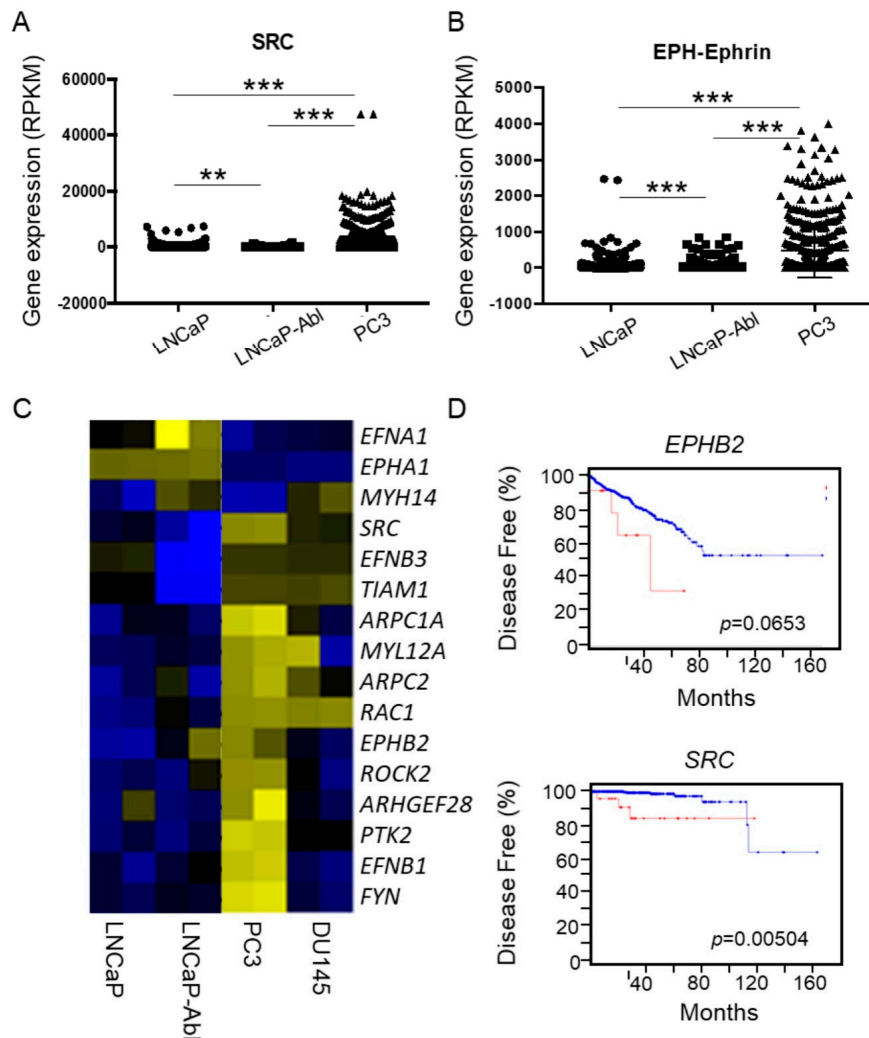 A
SRC
Gene expression (RPKM)
60000
40000
20000
0
-20000
***
***
**
LNCaP
LNCaP-Abl
PC3
B
EPH-Ephrin
Gene expression (RPKM)
5000
4000
3000
2000
1000
0
-1000
***
***
***
LNCaP
LNCaP-Abl
PC3
C
EFNA1
EPHA1
MYH14
SRC
EFNB3
TIAM1
ARPC1A
MYL12A
ARPC2
RAC1
EPHB2
ROCK2
ARHGEF28
PTK2
EFNB1
FYN
LNCaP
LNCaP-Abl
PC3
DU145
D
EPHB2
Disease Free (%)
100
80
60
40
20
0
p=0.0653
40 80 120 160
Months
SRC
Disease Free (%)
100
80
60
40
20
0
p=0.00504
40 80 120 160
Months